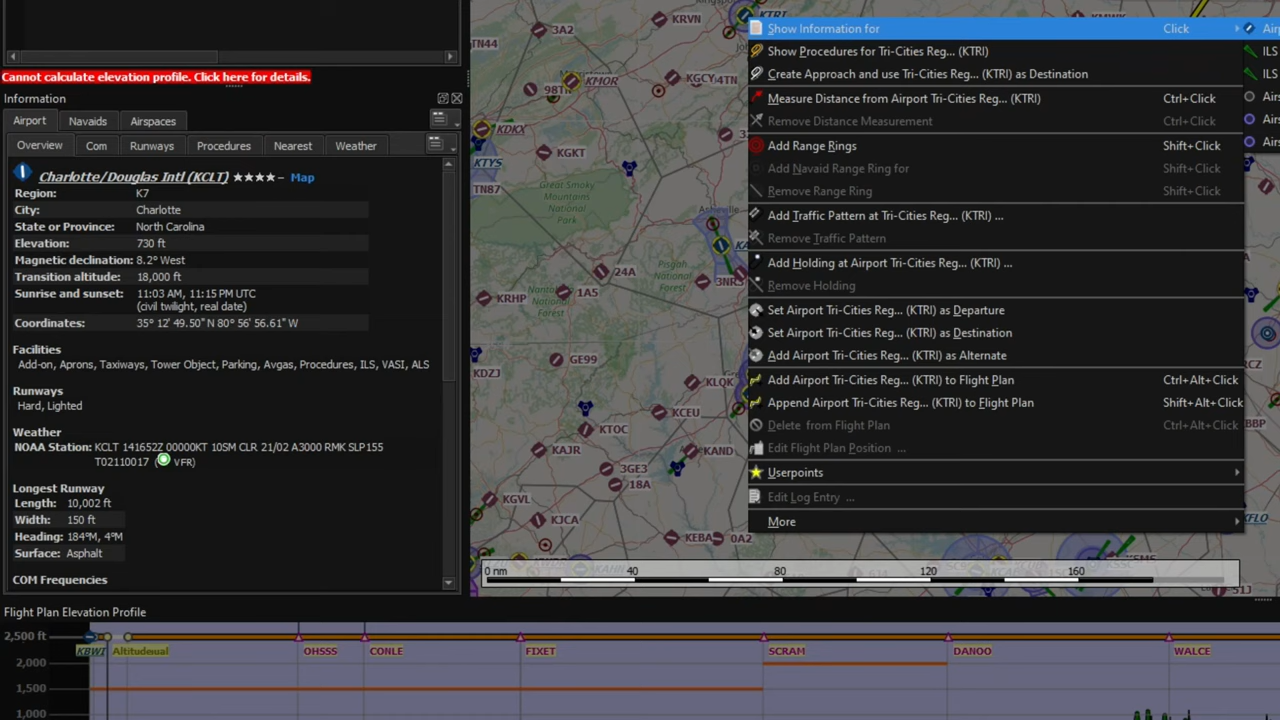 Cannot calculate elevation profile. Click here for details.
Information
Airport Navaids Airspaces
Overview Com Runways Procedures Nearest Weather
Charlotte/Douglas Intl (KCLT) ★★★★– Map
Region: K7
City: Charlotte
State or Province: North Carolina
Elevation: 730 ft
Magnetic declination: 8.2° West
Transition altitude: 18,000 ft
Sunrise and sunset: 11:03 AM, 11:15 PM UTC
(civil twilight, real date)
Coordinates: 35° 12' 49.50" N 80° 56' 56.61" W
Facilities
Add-on, Aprons, Taxiways, Tower Object, Parking, Avgas, Procedures, ILS, VASI, ALS
Runways
Hard, Lighted
Weather
NOAA Station: KCLT 141652Z 00000KT 10SM CLR 21/02 A3000 RMK SLP155
T02110017 ( VFR)
Longest Runway
Length: 10,002 ft
Width: 150 ft
Heading: 184°M, 4°M
Surface: Asphalt
COM Frequencies
3A2
KRVN
KTRI
KMWK
TN44
98TN
KMOR
KGCY
4TN
KDKX
KTYS
KGKT
TN87
Great Smoky
Mountains
National
Park
Asheville
24A
Pisgah
National
Forest
3NR3
KRHP
1A5
Nantahala
National
Forest
KDZJ
GE99
KLQK
KCEU
KTOC
KAJR
KAND
3GE3
18A
KGVL
KJCA
KEBA
0A2
Show Information for Click
Show Procedures for Tri-Cities Reg... (KTRI)
Create Approach and use Tri-Cities Reg... (KTRI) as Destination
Measure Distance from Airport Tri-Cities Reg... (KTRI) Ctrl+Click
Remove Distance Measurement Ctrl+Click
Add Range Rings Shift+Click
Add Navaid Range Ring for Shift+Click
Remove Range Ring Shift+Click
Add Traffic Pattern at Tri-Cities Reg... (KTRI) ...
Remove Traffic Pattern
Add Holding at Airport Tri-Cities Reg... (KTRI) ...
Remove Holding
Set Airport Tri-Cities Reg... (KTRI) as Departure
Set Airport Tri-Cities Reg... (KTRI) as Destination
Add Airport Tri-Cities Reg... (KTRI) as Alternate
Add Airport Tri-Cities Reg... (KTRI) to Flight Plan Ctrl+Alt+Click
Append Airport Tri-Cities Reg... (KTRI) to Flight Plan Shift+Alt+Click
Delete from Flight Plan Ctrl+Alt+Click
Edit Flight Plan Position ...
Userpoints
Edit Log Entry ...
More
ILS
ILS
0 nm 40 80 120 160
Flight Plan Elevation Profile
2,500 ft
KBWI
OHSSS CONLE FIXET SCRAM DANOO WALCE
2,000
1,500
1,000